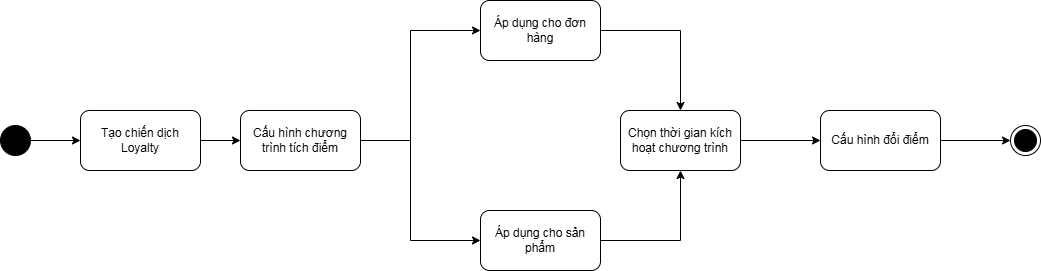 Áp dụng cho đơn
hàng
Tạo chiến dịch
Loyalty
Cấu hình chương
trình tích điểm
Chọn thời gian kích
hoạt chương trình
Cấu hình đổi điểm
Áp dụng cho sản
phẩm